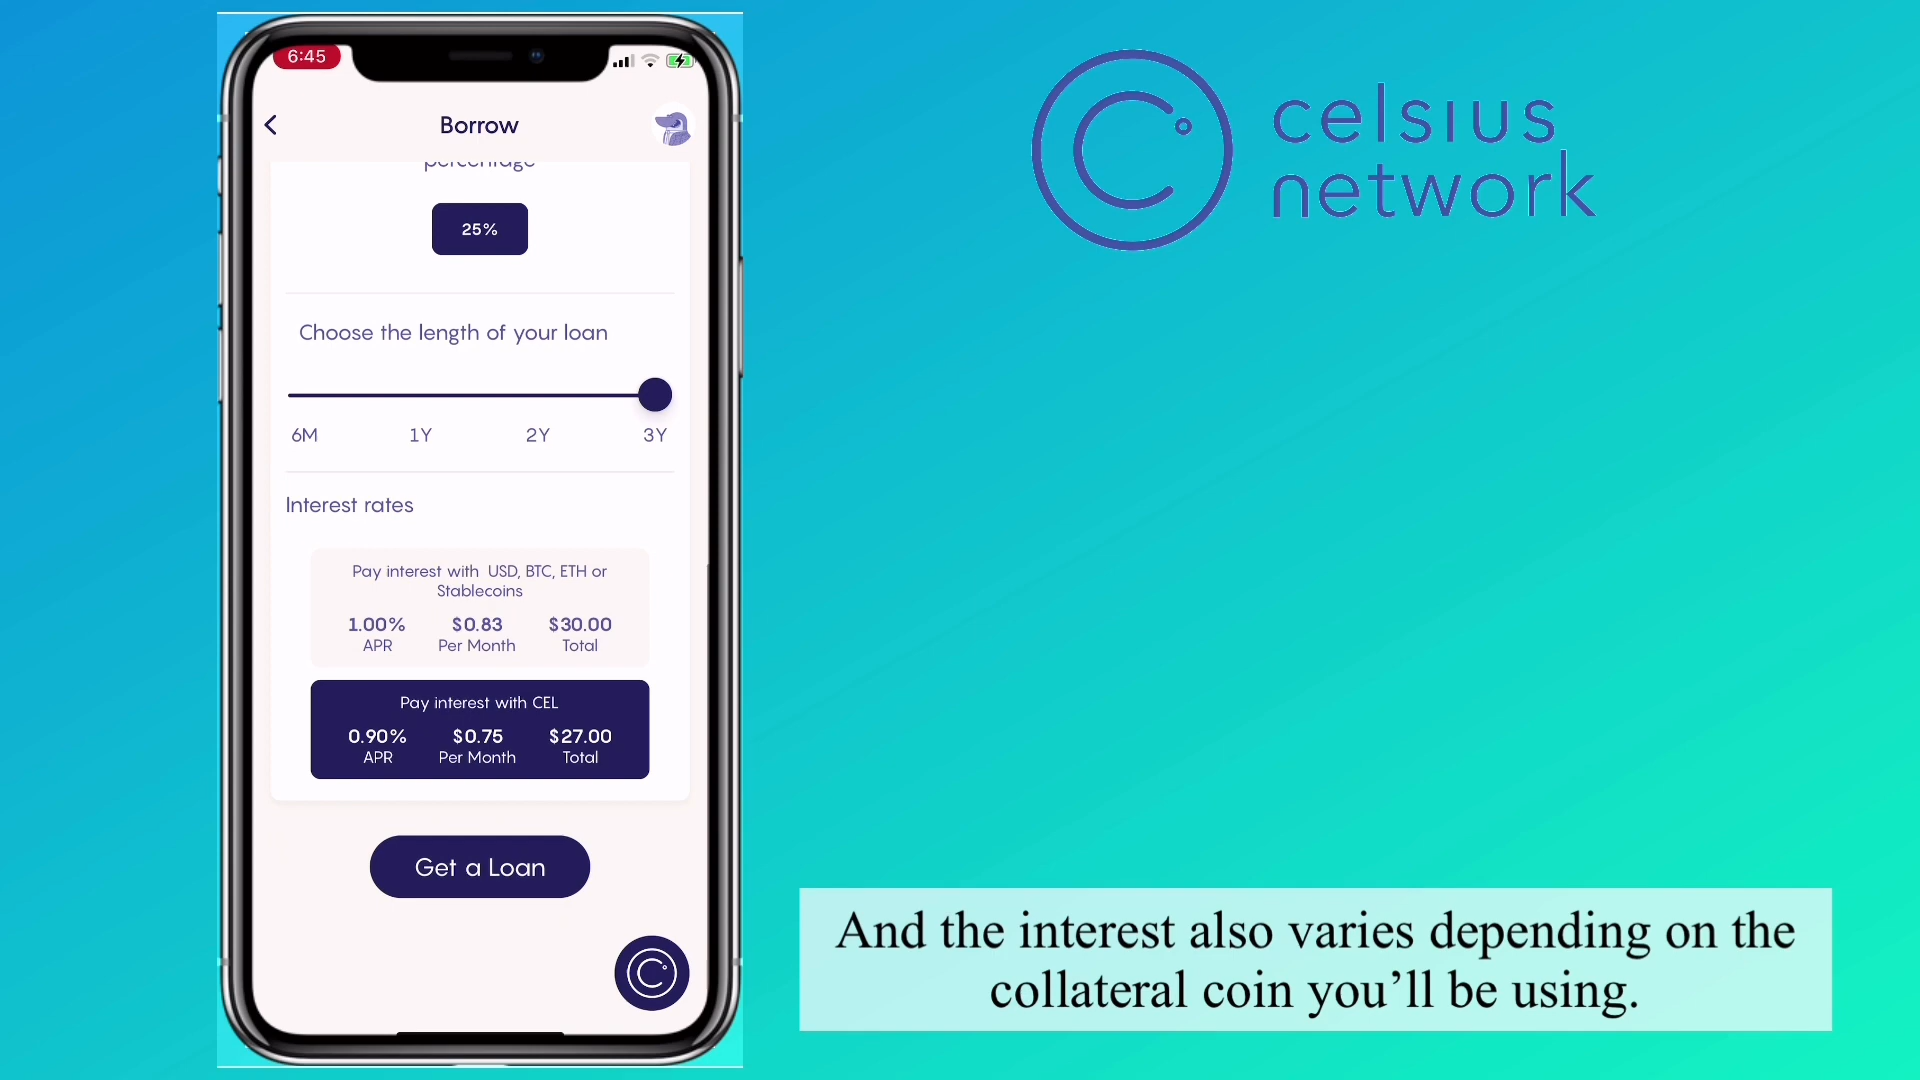 6:45
Borrow
percentage
25%
Choose the length of your loan
6M 1Y 2Y 3Y
Interest rates
Pay interest with USD, BTC, ETH or
Stablecoins
1.00% $0.83 $30.00
APR Per Month Total
Pay interest with CEL
0.90% $0.75 $27.00
APR Per Month Total
Get a Loan
celsius
network
And the interest also varies depending on the
collateral coin you’ll be using.